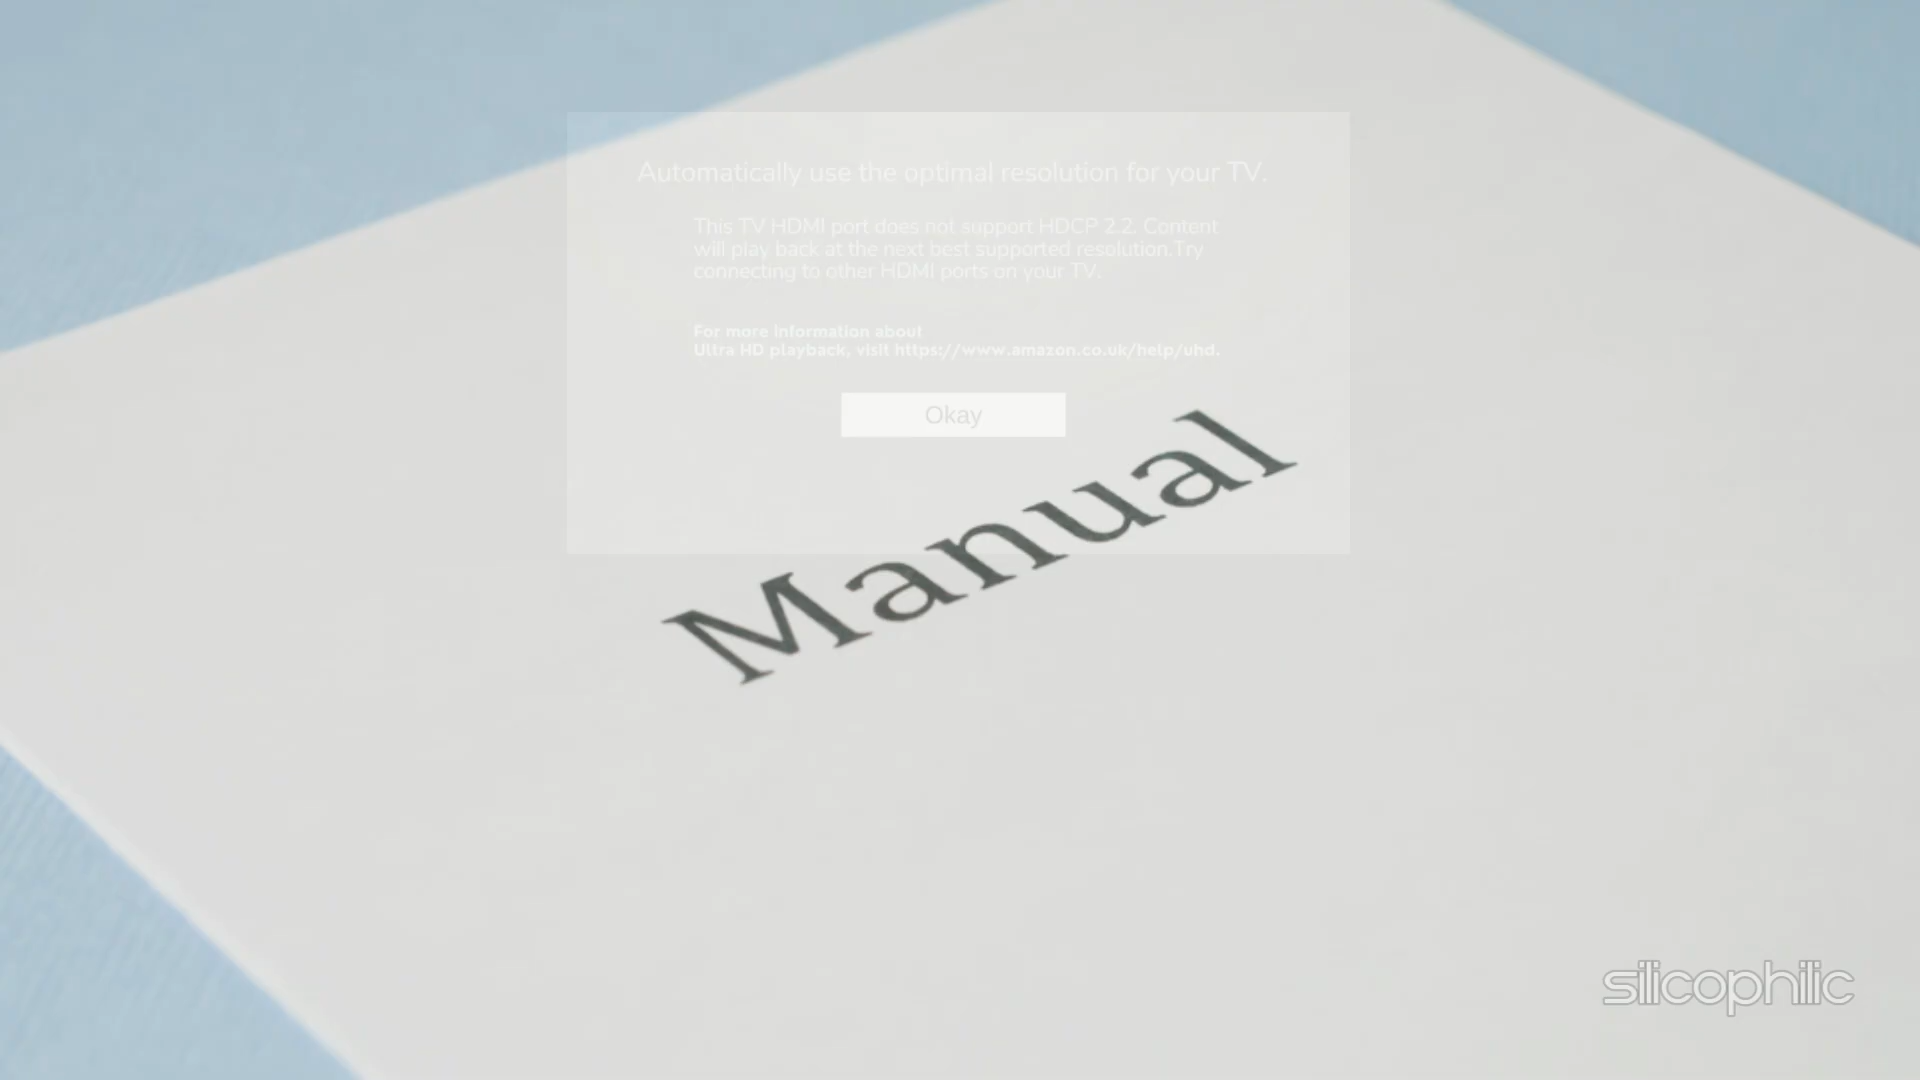 Automatically use the optimal resolution for your TV.
This TV HDMI port does not support HDCP 2.2. Content
will play back at the next best supported resolution.Try
connecting to other HDMI ports on your TV.
For more information about
Ultra HD playback, visit https://www.amazon.co.uk/help/uhd.
Okay
Manual
silicophilic